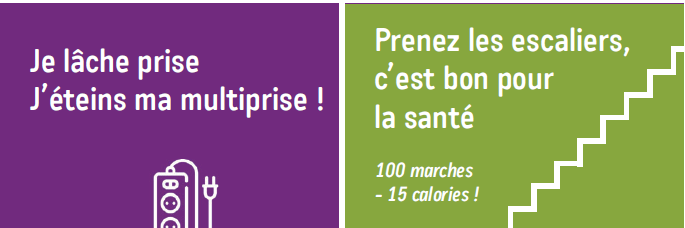 Je lâche prise
J'éteins ma multiprise !
Prenez les escaliers,
c'est bon pour
la santé
100 marches
- 15 calories !